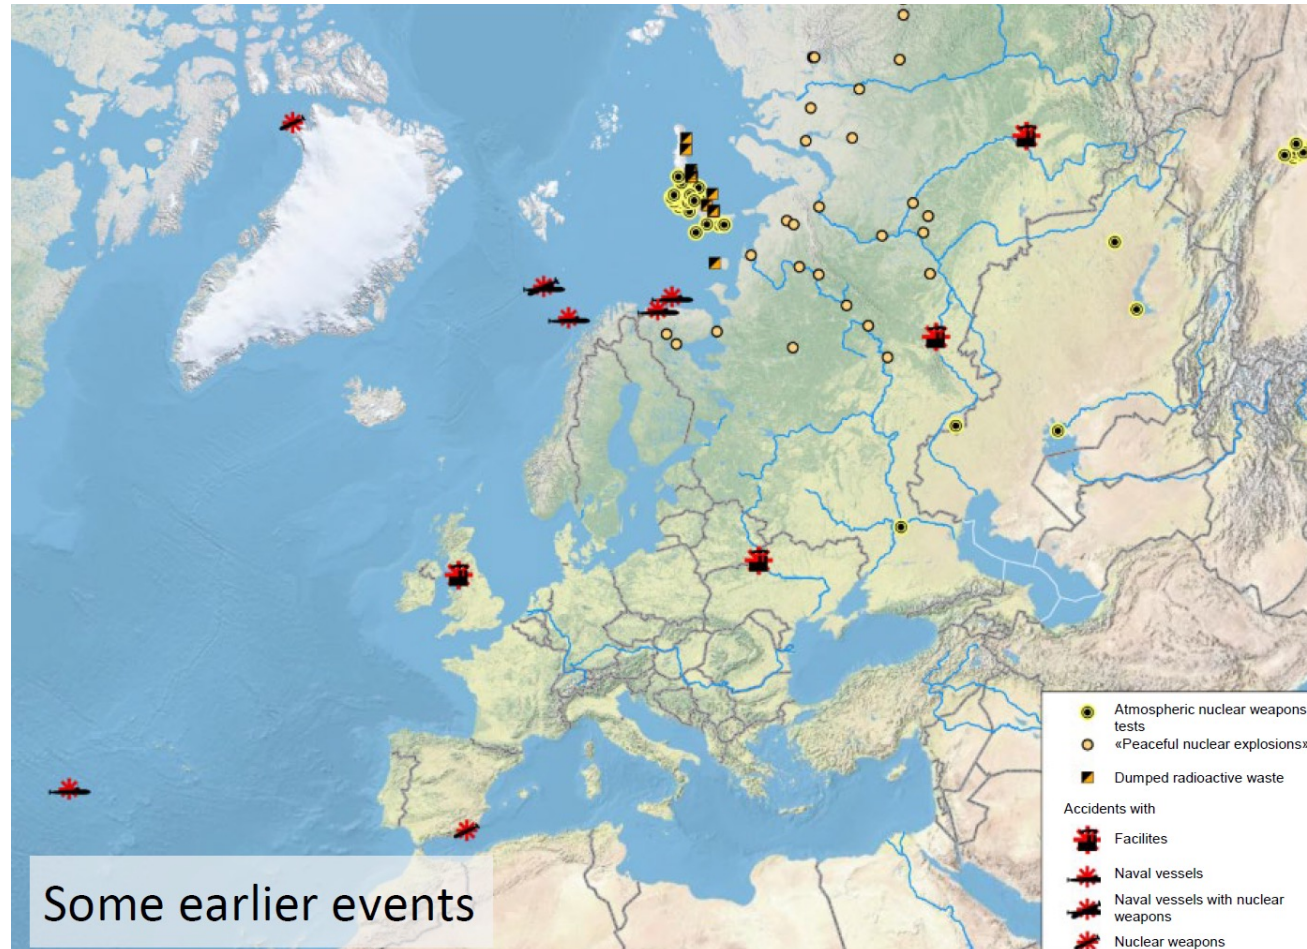 Atmospheric nuclear weapons
tests
«Peaceful nuclear explosions»
Dumped radioactive waste
Accidents with
Facilites
Naval vessels
Naval vessels with nuclear
weapons
Nuclear weapons
Some earlier events